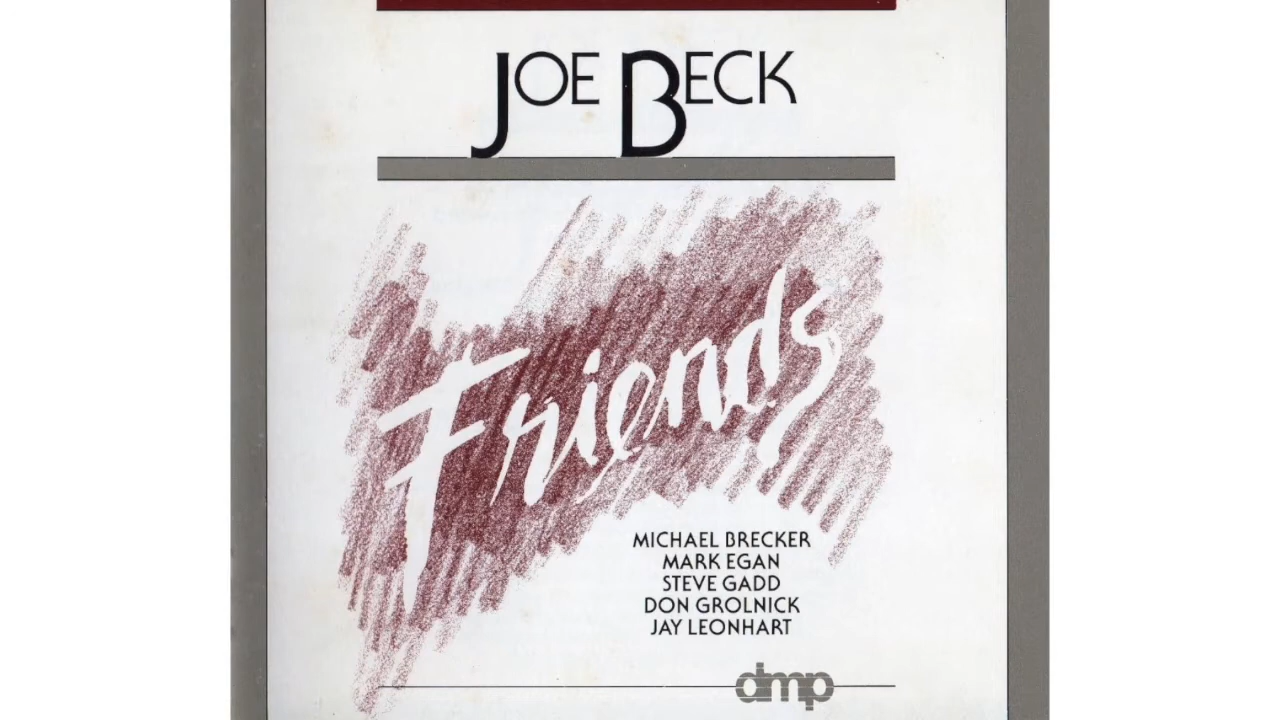 JOE BECK
Friends
MICHAEL BRECKER
MARK EGAN
STEVE GADD
DON GROLNICK
JAY LEONHART
dmp